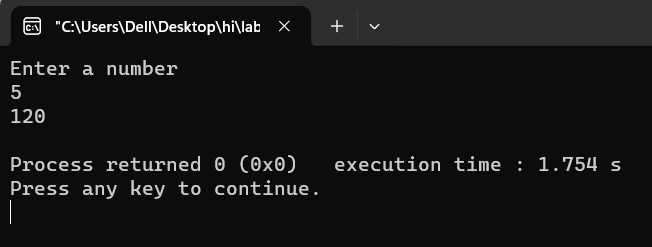 "C:\Users\Dell\Desktop\hi\lab
Enter a number
5
120
Process returned 0 (0x0)   execution time : 1.754 s
Press any key to continue.